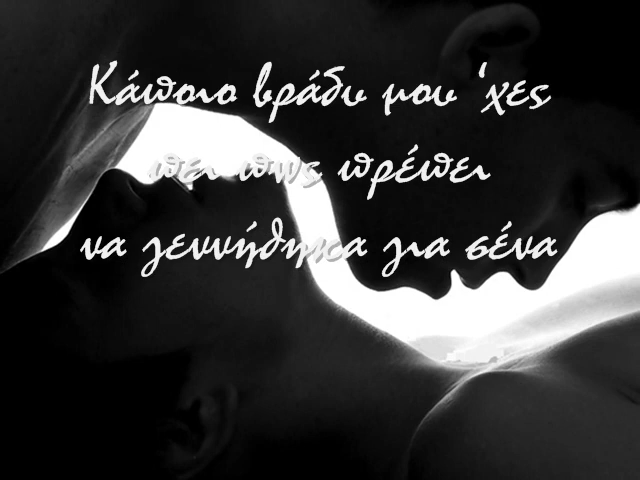 Κάποιο βράδυ μου 'χες
πει πως πρέπει
να γεννήθηκα για σένα